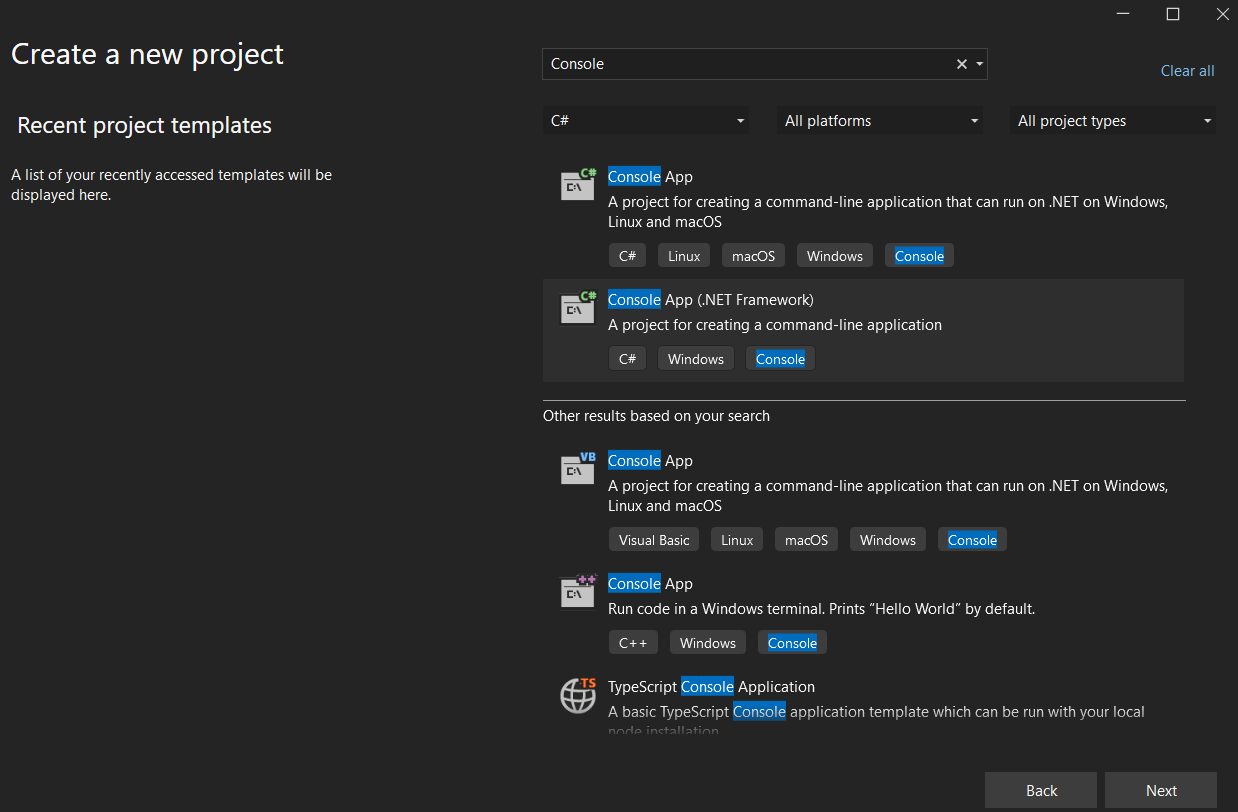 Create a new project
Recent project templates
A list of your recently accessed templates will be
displayed here.
Console
Clear all
C#
All platforms
All project types
C#
C:\
Console App
A project for creating a command-line application that can run on .NET on Windows,
Linux and macOS
C#
Linux
macOS
Windows
Console
C#
C:\
Console App (.NET Framework)
A project for creating a command-line application
C#
Windows
Console
Other results based on your search
VB
C:\
Console App
A project for creating a command-line application that can run on .NET on Windows,
Linux and macOS
Visual Basic
Linux
macOS
Windows
Console
++
C:\
Console App
Run code in a Windows terminal. Prints “Hello World” by default.
C++
Windows
Console
TS
TypeScript Console Application
A basic TypeScript Console application template which can be run with your local
node installation
Back
Next